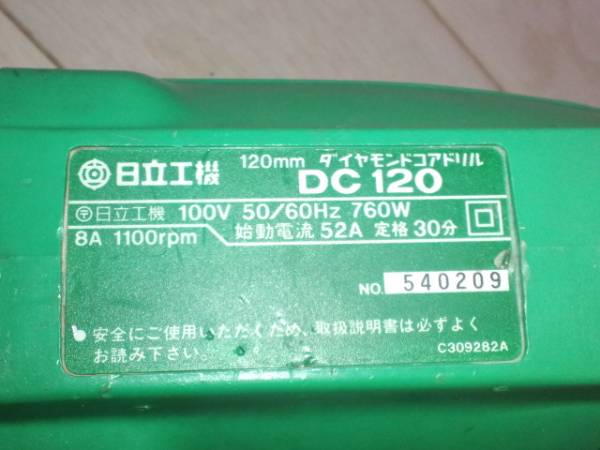 日立工機 120mm ダイヤモンドコアドリル
DC 120
〒日立工機 100V 50/60Hz 760W
8A 1100rpm 始動電流 52A 定格 30分
NO. 540209
安全にご使用いただくため、取扱説明書は必ずよく
お読み下さい。
C309282A